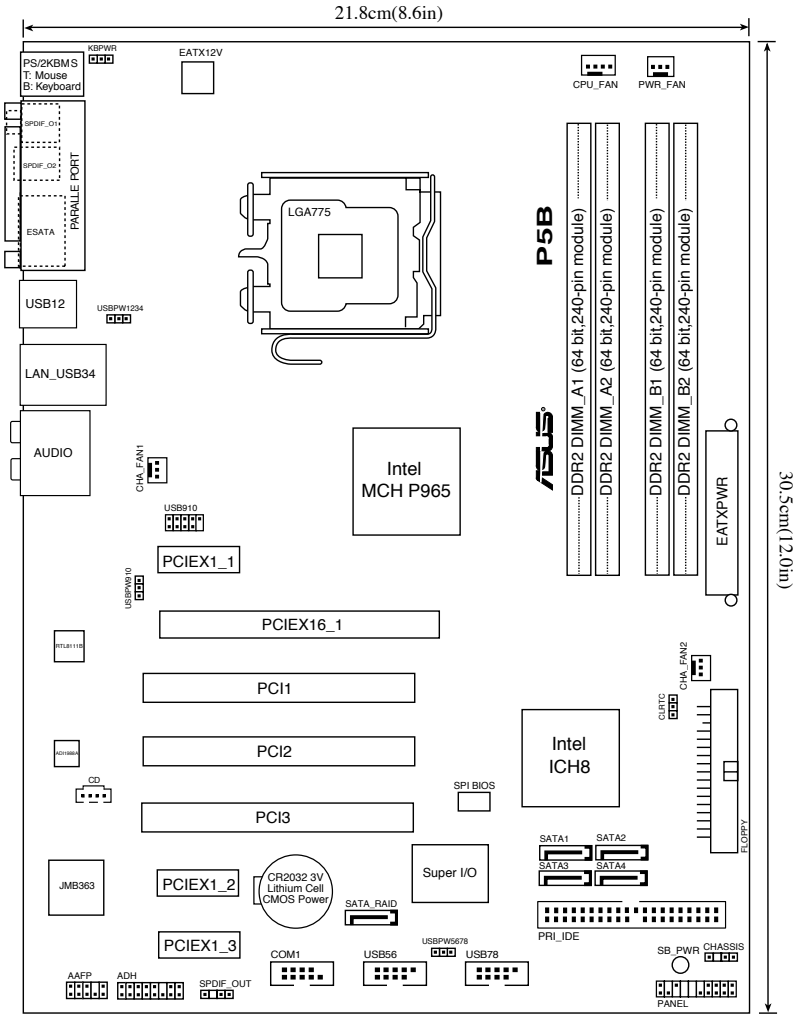 21.8cm(8.6in)
KBPWR
EATX12V
PS/2KBMS
T: Mouse
B: Keyboard
CPU_FAN
PWR_FAN
SPDIF_O1
SPDIF_O2
PARALLE PORT
ESATA
LGA775
P5B
DDR2 DIMM_A1 (64 bit,240-pin module)
DDR2 DIMM_A2 (64 bit,240-pin module)
DDR2 DIMM_B1 (64 bit,240-pin module)
DDR2 DIMM_B2 (64 bit,240-pin module)
USB12
USBPW1234
LAN_USB34
AUDIO
CHA_FAN1
Intel
MCH P965
ASUS
EATXPWR
30.5cm(12.0in)
USB910
PCIEX1_1
USBPW910
PCIEX16_1
RTL8111B
CHA_FAN2
PCI1
CLRTC
Intel
ICH8
PCI2
CD
SPI BIOS
PCI3
FLOPPY
SATA1
SATA2
SATA3
SATA4
JMB363
PCIEX1_2
CR2032 3V
Lithium Cell
CMOS Power
Super I/O
SATA_RAID
PRI_IDE
PCIEX1_3
COM1
USB56
USBPW5678
USB78
SB_PWR
CHASSIS
AAFP
ADH
SPDIF_OUT
PANEL